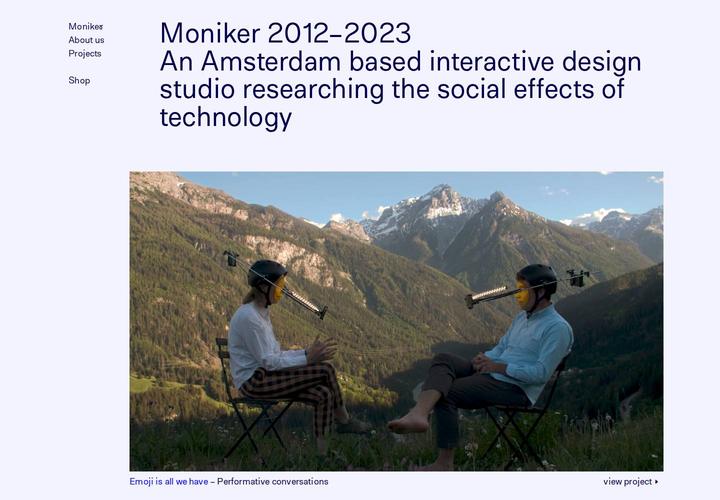 Moniker
About us
Projects
Shop
Moniker 2012–2023
An Amsterdam based interactive design
studio researching the social effects of
technology
Emoji is all we have – Performative conversations
view project